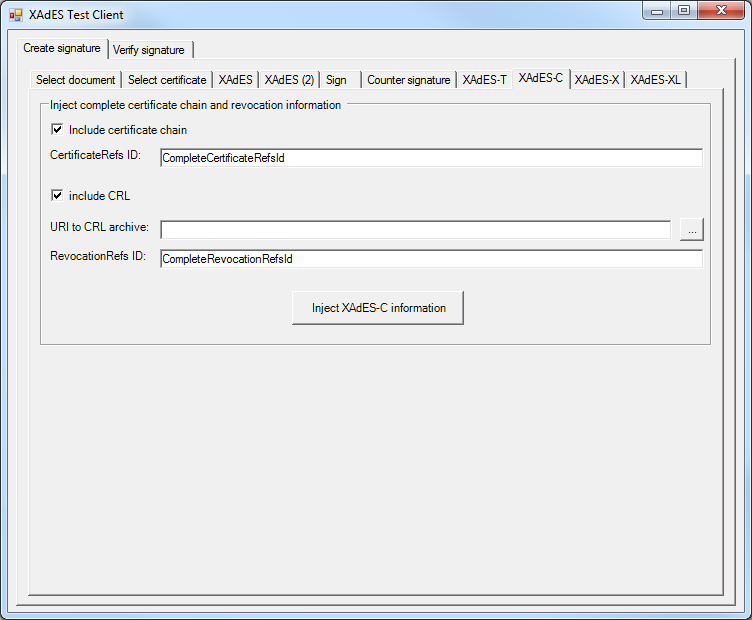 XAdES Test Client
Create signature Verify signature
Select document Select certificate XAdES XAdES (2) Sign Counter signature XAdES-T XAdES-C XAdES-X XAdES-XL
Inject complete certificate chain and revocation information
Include certificate chain
CertificateRefs ID: CompleteCertificateRefsId
include CRL
URI to CRL archive: ...
RevocationRefs ID: CompleteRevocationRefsId
Inject XAdES-C information